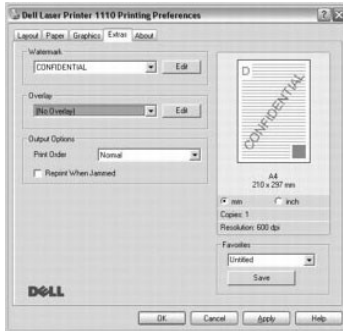 Dell Laser Printer 1110 Printing Preferences
Layout Paper Graphics Extras About
Watermark
CONFIDENTIAL
Edit
Overlay
(No Overlay)
Edit
Output Options
Print Order
Normal
Reprint When Jammed
D
CONFIDENTIAL
A4
210 x 297 mm
mm
inch
Copies: 1
Resolution: 600 dpi
Favorites
Untitled
Save
DELL
OK
Cancel
Apply
Help